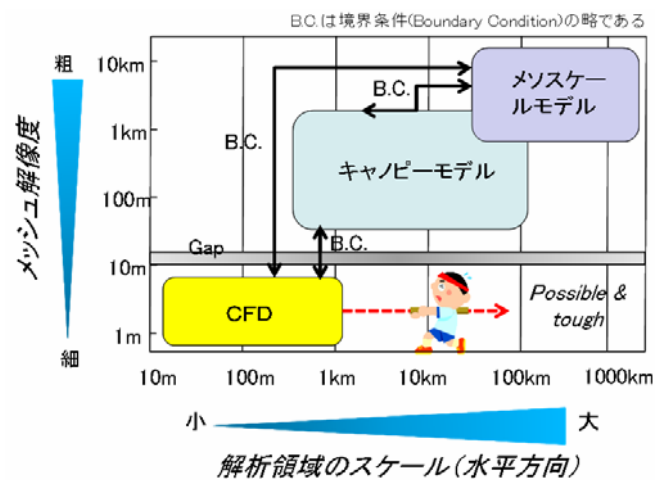 B.C.は境界条件(Boundary Condition)の略である
粗
メッシュ解像度
細
10km
1km
100m
10m
1m
B.C.
メソスケー
ルモデル
B.C.
キャノピーモデル
Gap
B.C.
CFD
Possible &
tough
10m 100m 1km 10km 100km 1000km
小
大
解析領域のスケール(水平方向)